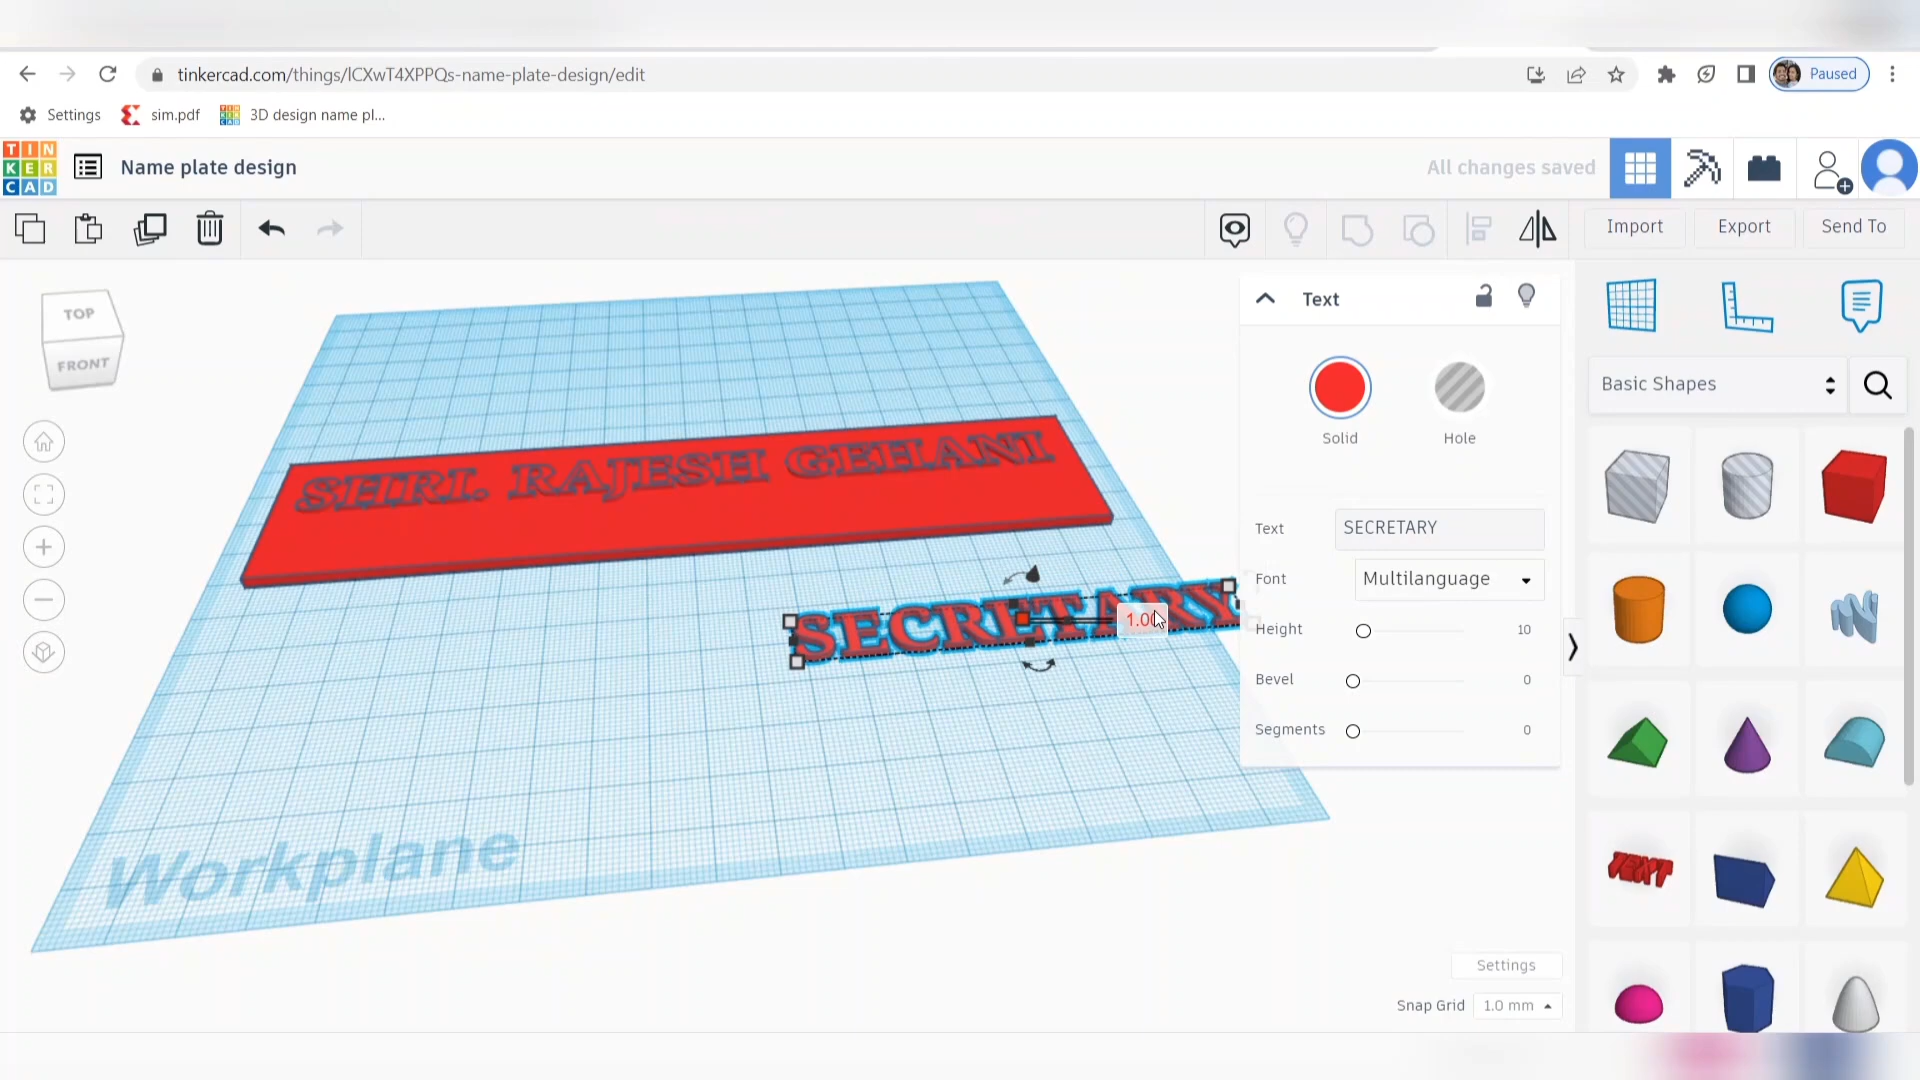 tinkercad.com/things/lCXwT4XPPQs-name-plate-design/edit
Paused
Settings
sim.pdf
3D design name pl...
TIN
KER
CAD
Name plate design
All changes saved
Import
Export
Send To
TOP
FRONT
Text
Solid
Hole
Basic Shapes
SHRI. RAJESH GEHANI
Text
SECRETARY
Font
Multilanguage
SECRETARY
1.00
Height
10
Bevel
0
Segments
0
Workplane
TEXT
Settings
Snap Grid
1.0 mm